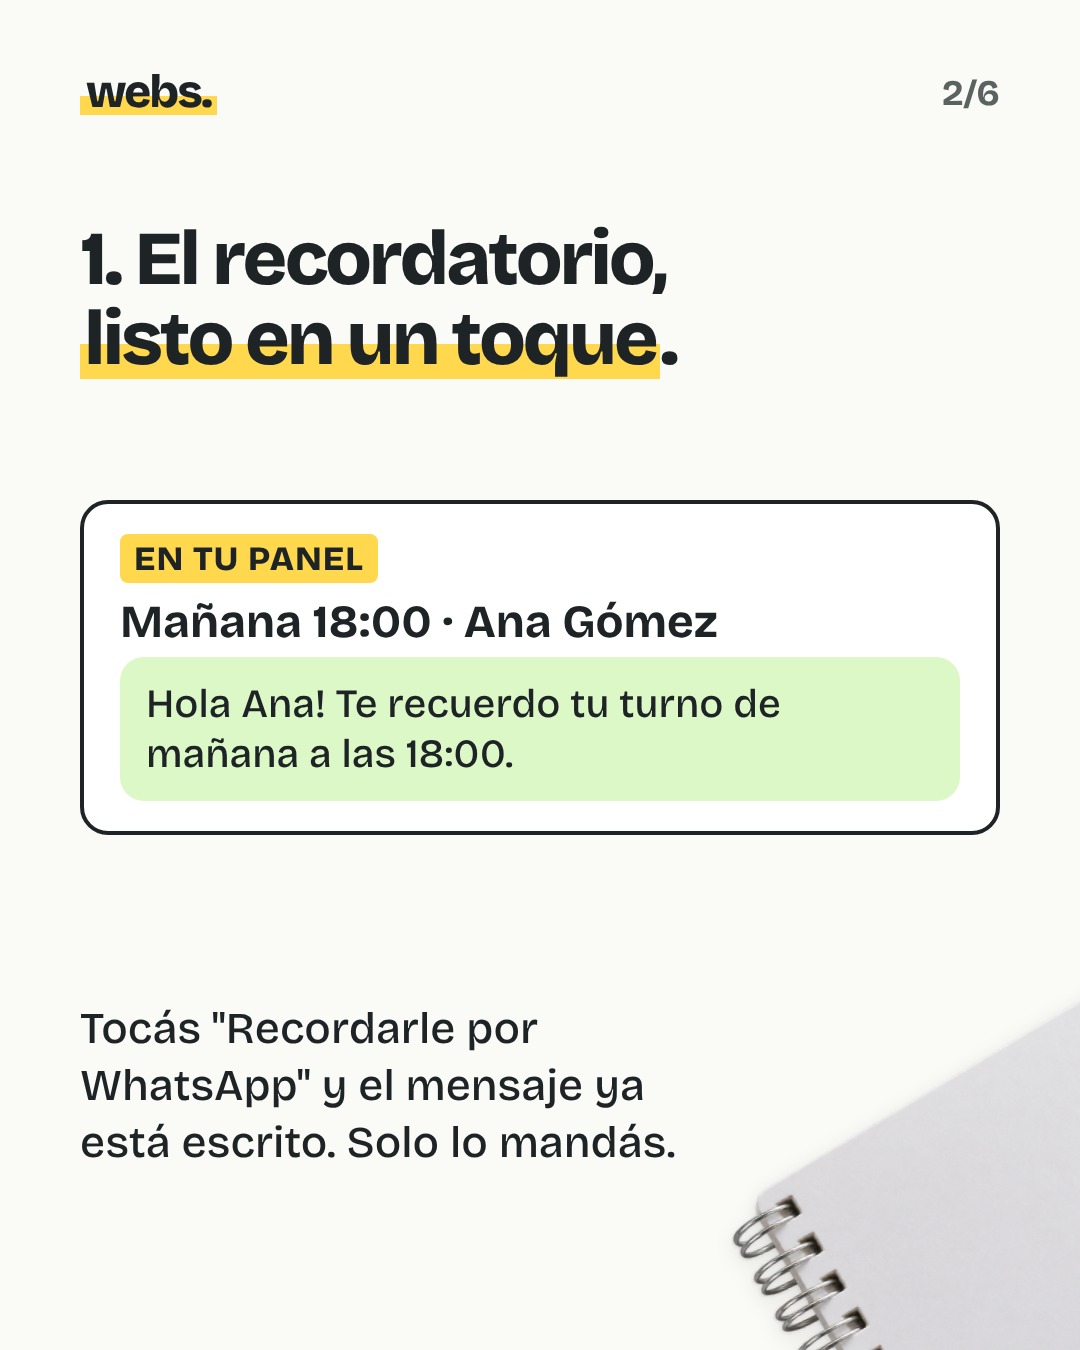 webs.
2/6
1. El recordatorio,
listo en un toque.
EN TU PANEL
Mañana 18:00 · Ana Gómez
Hola Ana! Te recuerdo tu turno de
mañana a las 18:00.
Tocás "Recordarle por
WhatsApp" y el mensaje ya
está escrito. Solo lo mandás.